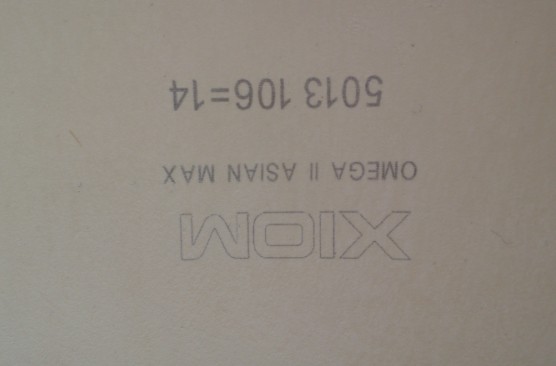 XIOM
OMEGA II ASIAN MAX
5013 106=14